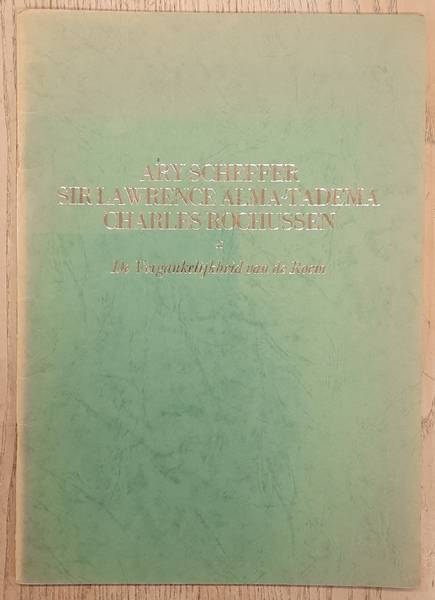 ARY SCHEFFER
SIR LAWRENCE ALMA-TADEMA
CHARLES ROCHUSSEN
De Vergankelijkheid van de Roem